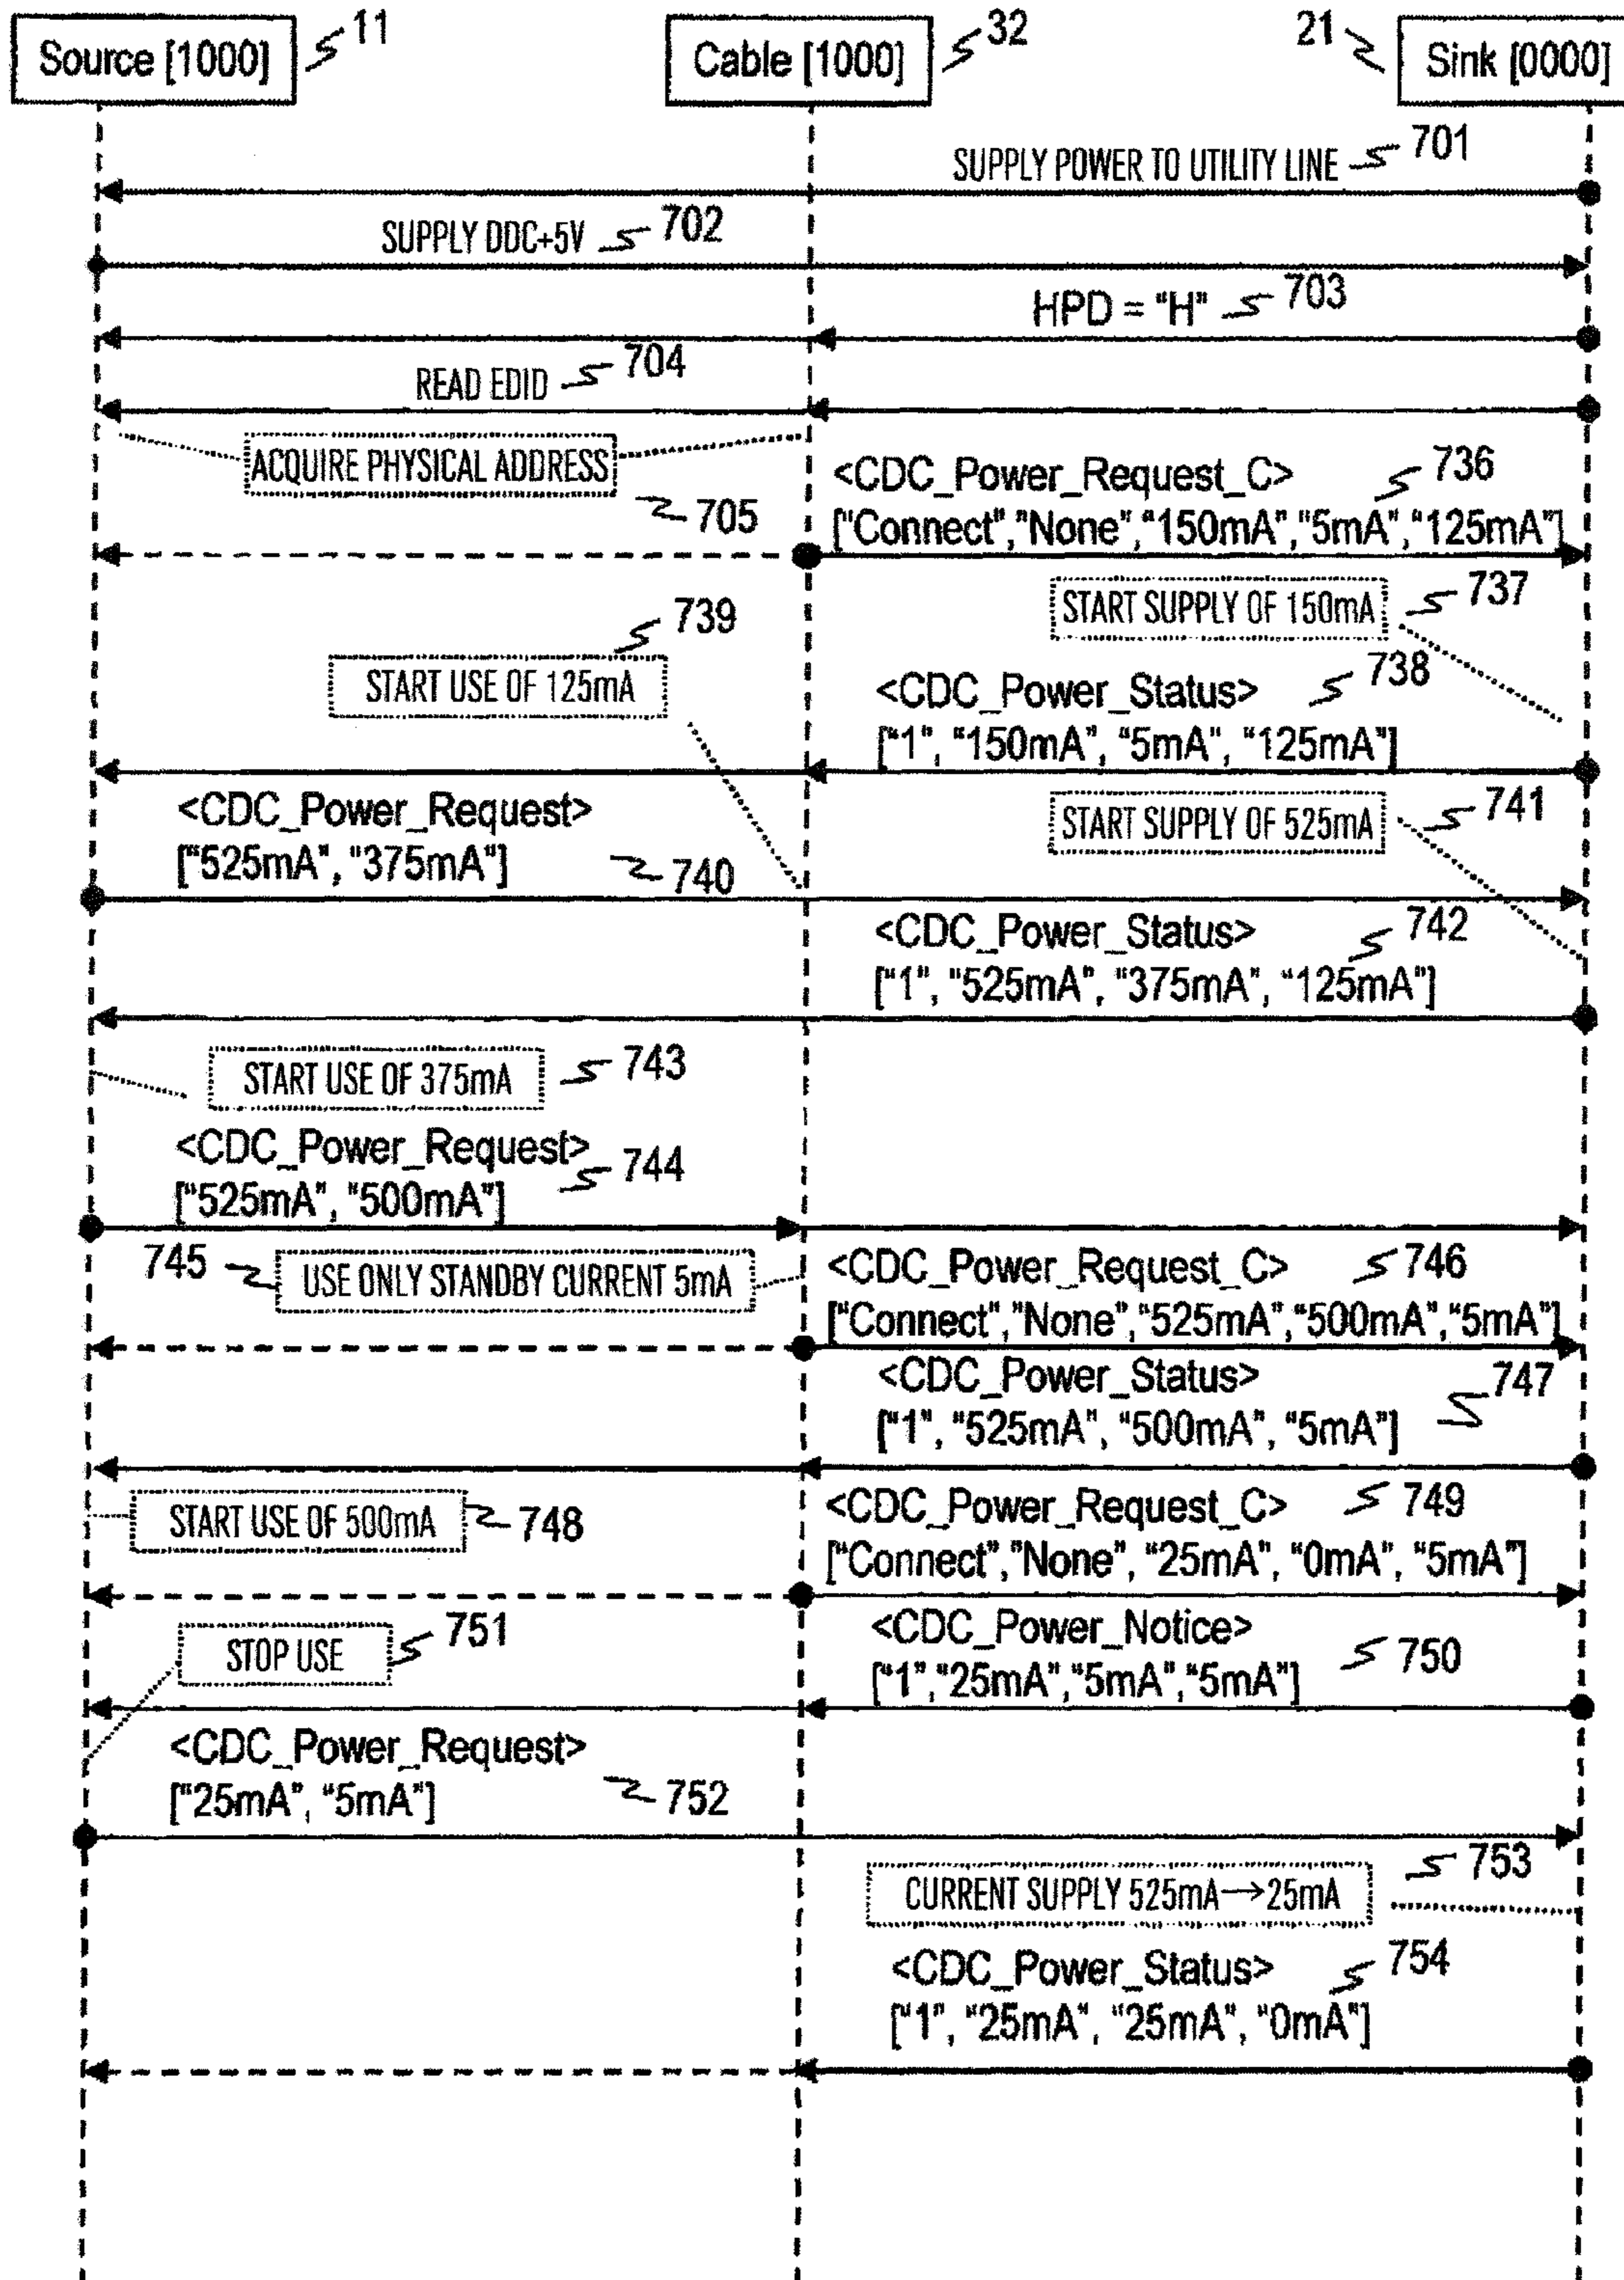 Source [1000]
11
Cable [1000]
32
21
Sink [0000]
SUPPLY POWER TO UTILITY LINE
701
SUPPLY DDC+5V
702
HPD = "H"
703
READ EDID
704
ACQUIRE PHYSICAL ADDRESS
705
<CDC_Power_Request_C>
736
["Connect","None","150mA","5mA","125mA"]
START SUPPLY OF 150mA
737
739
START USE OF 125mA
<CDC_Power_Status>
738
["1", "150mA", "5mA", "125mA"]
<CDC_Power_Request>
["525mA", "375mA"]
740
START SUPPLY OF 525mA
741
<CDC_Power_Status>
742
["1", "525mA", "375mA", "125mA"]
START USE OF 375mA
743
<CDC_Power_Request>
744
["525mA", "500mA"]
745
USE ONLY STANDBY CURRENT 5mA
<CDC_Power_Request_C>
746
["Connect","None","525mA","500mA","5mA"]
<CDC_Power_Status>
747
["1", "525mA", "500mA", "5mA"]
START USE OF 500mA
748
<CDC_Power_Request_C>
749
["Connect","None", "25mA", "0mA", "5mA"]
STOP USE
751
<CDC_Power_Notice>
750
["1","25mA","5mA","5mA"]
<CDC_Power_Request>
["25mA", "5mA"]
752
753
CURRENT SUPPLY 525mA→25mA
<CDC_Power_Status>
754
["1", "25mA", "25mA", "0mA"]